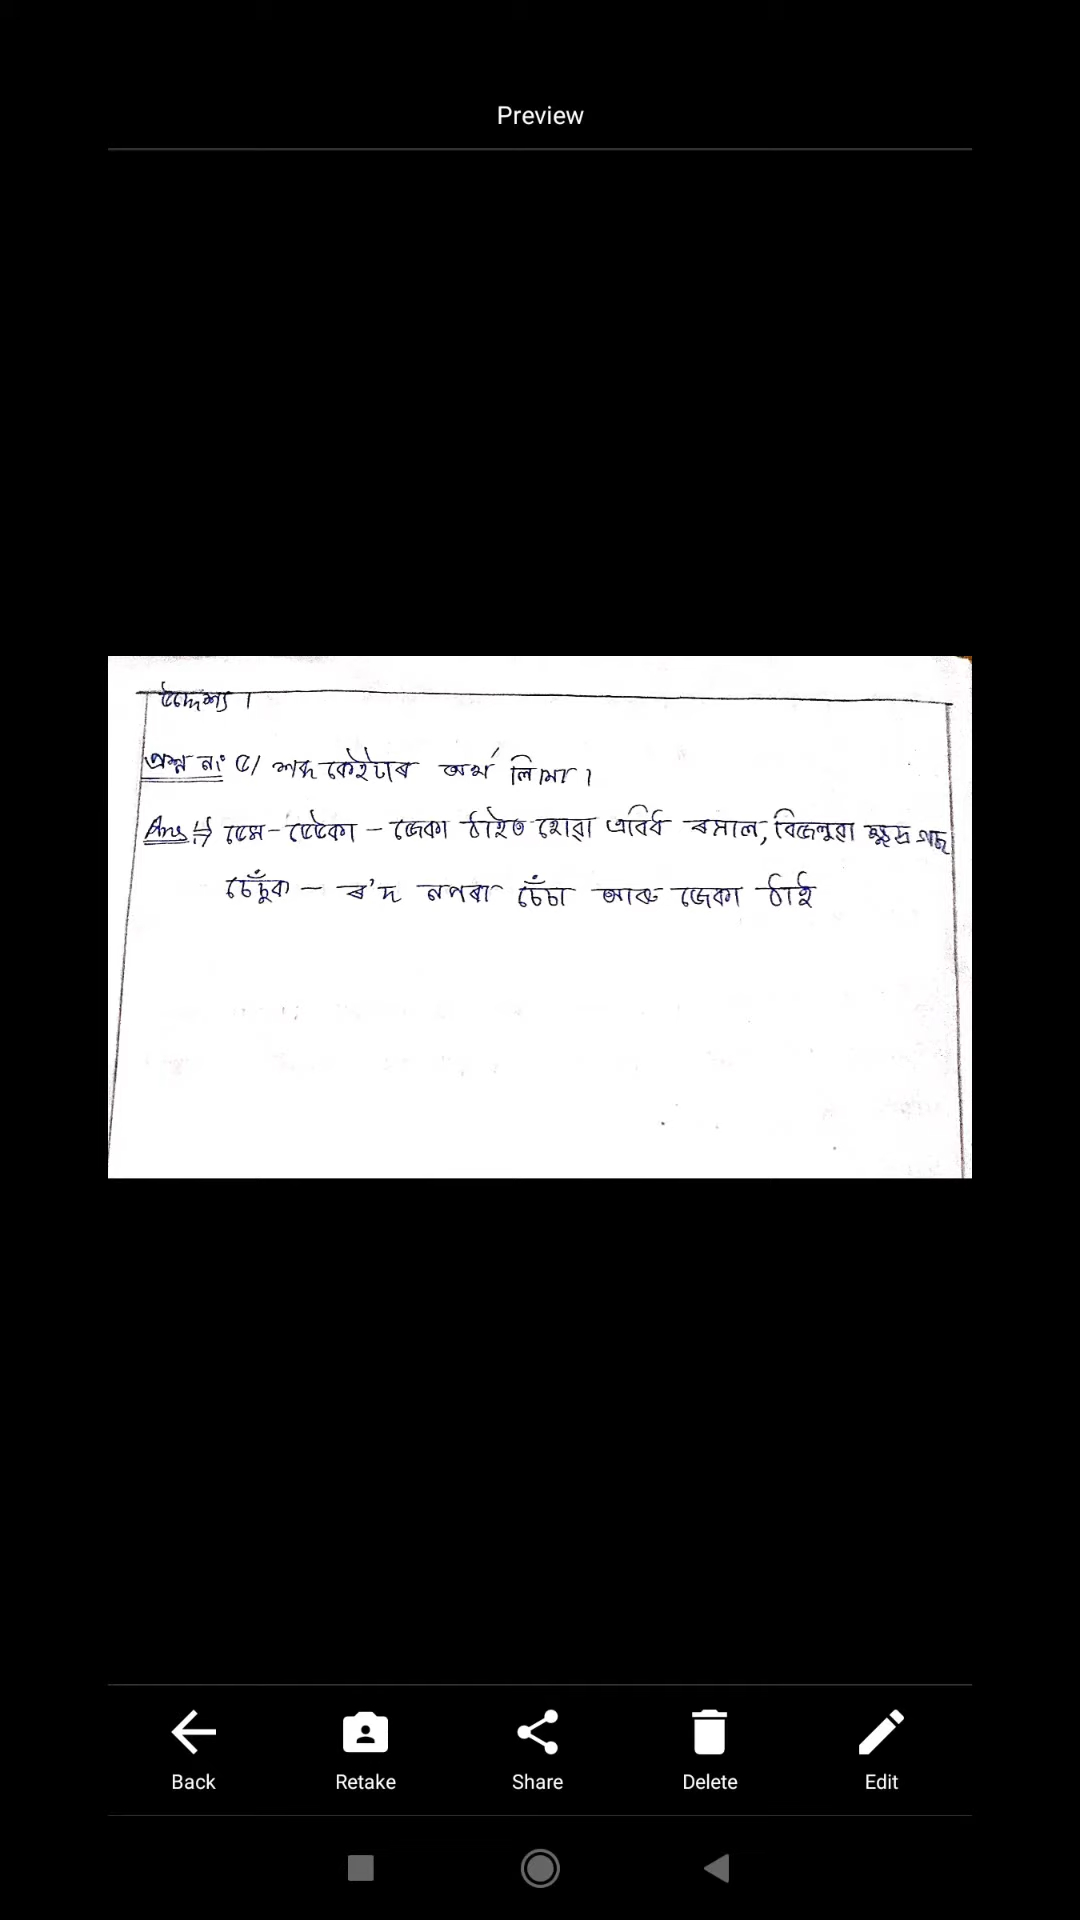 Preview
উদ্দেশ্য ।
প্ৰশ্ন নং ৫/ শব্দ কেইটাৰ অৰ্থ লিখা ।
Ans :⇒ মেটেকা – জেকা ঠাইত হোৱা এবিধ ৰসাল, বিজলুৱা ক্ষুদ্ৰ গছ
চেঁচুক – ৰ'দ নপৰা চেঁচা আৰু জেকা ঠাই
Back Retake Share Delete Edit